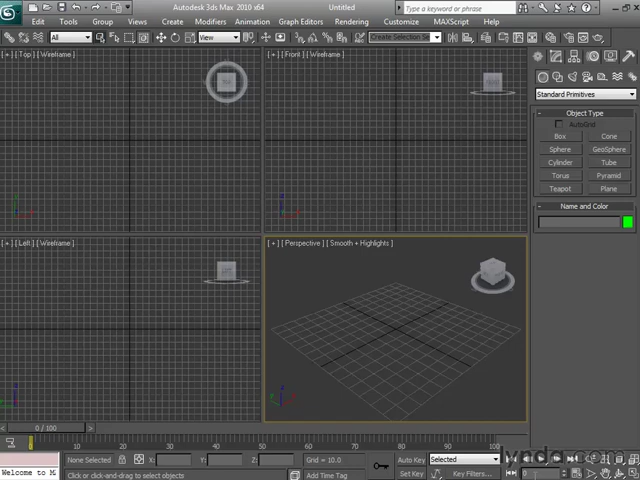 Autodesk 3ds Max 2010 x64 Untitled Type a keyword or phrase
Edit Tools Group Views Create Modifiers Animation Graph Editors Rendering Customize MAXScript Help
All View Create Selection Se
[ + ] [ Top ] [ Wireframe ]
[ + ] [ Front ] [ Wireframe ]
Standard Primitives
- Object Type
AutoGrid
Box Cone
Sphere GeoSphere
Cylinder Tube
Torus Pyramid
Teapot Plane
- Name and Color
[ + ] [ Left ] [ Wireframe ]
[ + ] [ Perspective ] [ Smooth + Highlights ]
0 / 100
0 10 20 30 40 50 60 70 80 90 100
None Selected X: Y: Z: Grid = 10.0 Auto Key Selected
Welcome to M Click or click-and-drag to select objects Add Time Tag Set Key Key Filters... 0